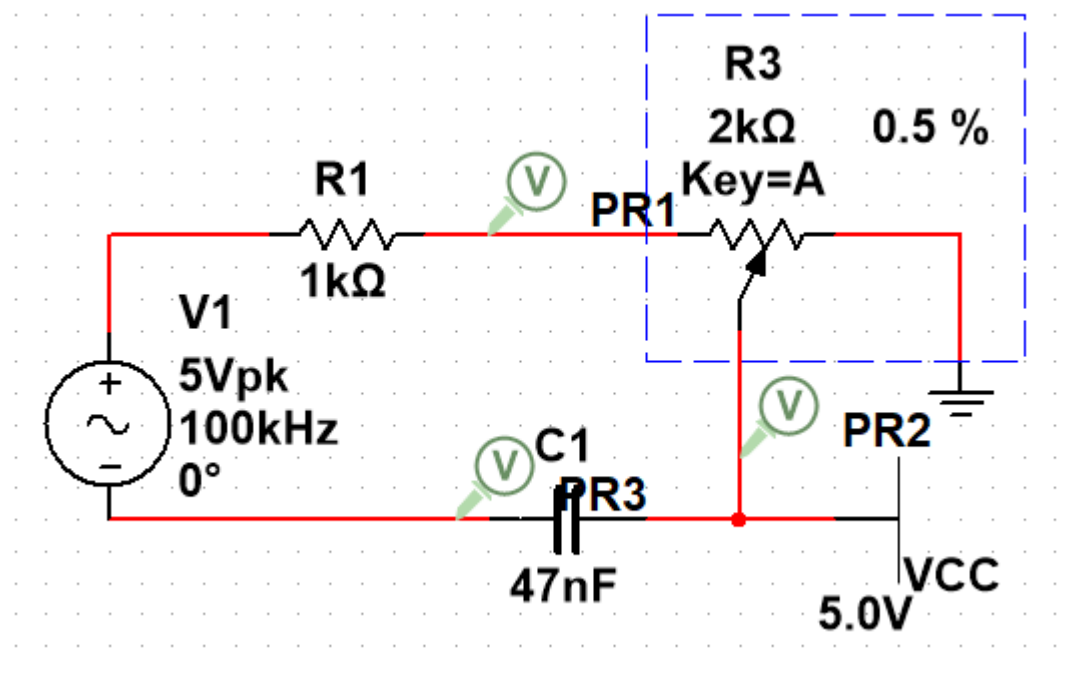 R3
2kΩ 0.5 %
Key=A
R1
V
PR1
1kΩ
V1
5Vpk
100kHz
0°
V
PR2
V
C1
PR3
47nF
VCC
5.0V